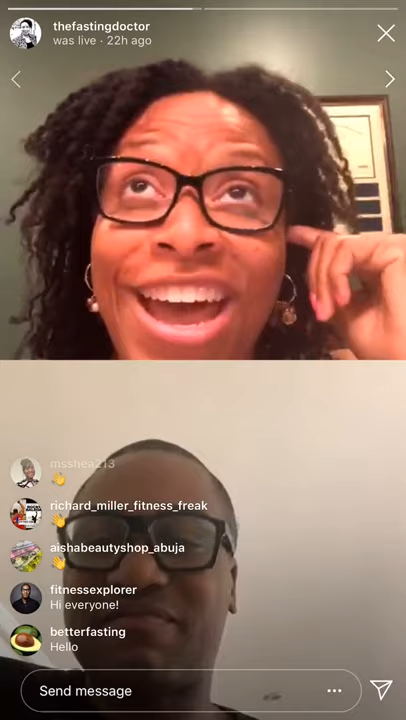 thefastingdoctor
was live · 22h ago
msshea213
richard_miller_fitness_freak
aishabeautyshop_abuja
fitnessexplorer
Hi everyone!
betterfasting
Hello
Send message